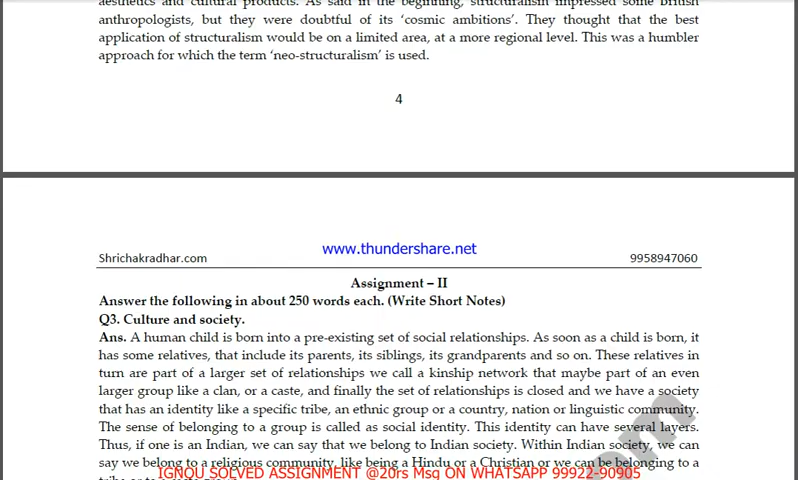 aesthetics and cultural products. As said in the beginning, structuralism impressed some British
anthropologists, but they were doubtful of its ‘cosmic ambitions’. They thought that the best
application of structuralism would be on a limited area, at a more regional level. This was a humbler
approach for which the term ‘neo-structuralism’ is used.
4
www.thundershare.net
Shrichakradhar.com 9958947060
Assignment – II
Answer the following in about 250 words each. (Write Short Notes)
Q3. Culture and society.
Ans. A human child is born into a pre-existing set of social relationships. As soon as a child is born, it
has some relatives, that include its parents, its siblings, its grandparents and so on. These relatives in
turn are part of a larger set of relationships we call a kinship network that maybe part of an even
larger group like a clan, or a caste, and finally the set of relationships is closed and we have a society
that has an identity like a specific tribe, an ethnic group or a country, nation or linguistic community.
The sense of belonging to a group is called as social identity. This identity can have several layers.
Thus, if one is an Indian, we can say that we belong to Indian society. Within Indian society, we can
say we belong to a religious community, like being a Hindu or a Christian or we can be belonging to a
IGNOU SOLVED ASSIGNMENT @20rs Msg ON WHATSAPP 99922-90905
om